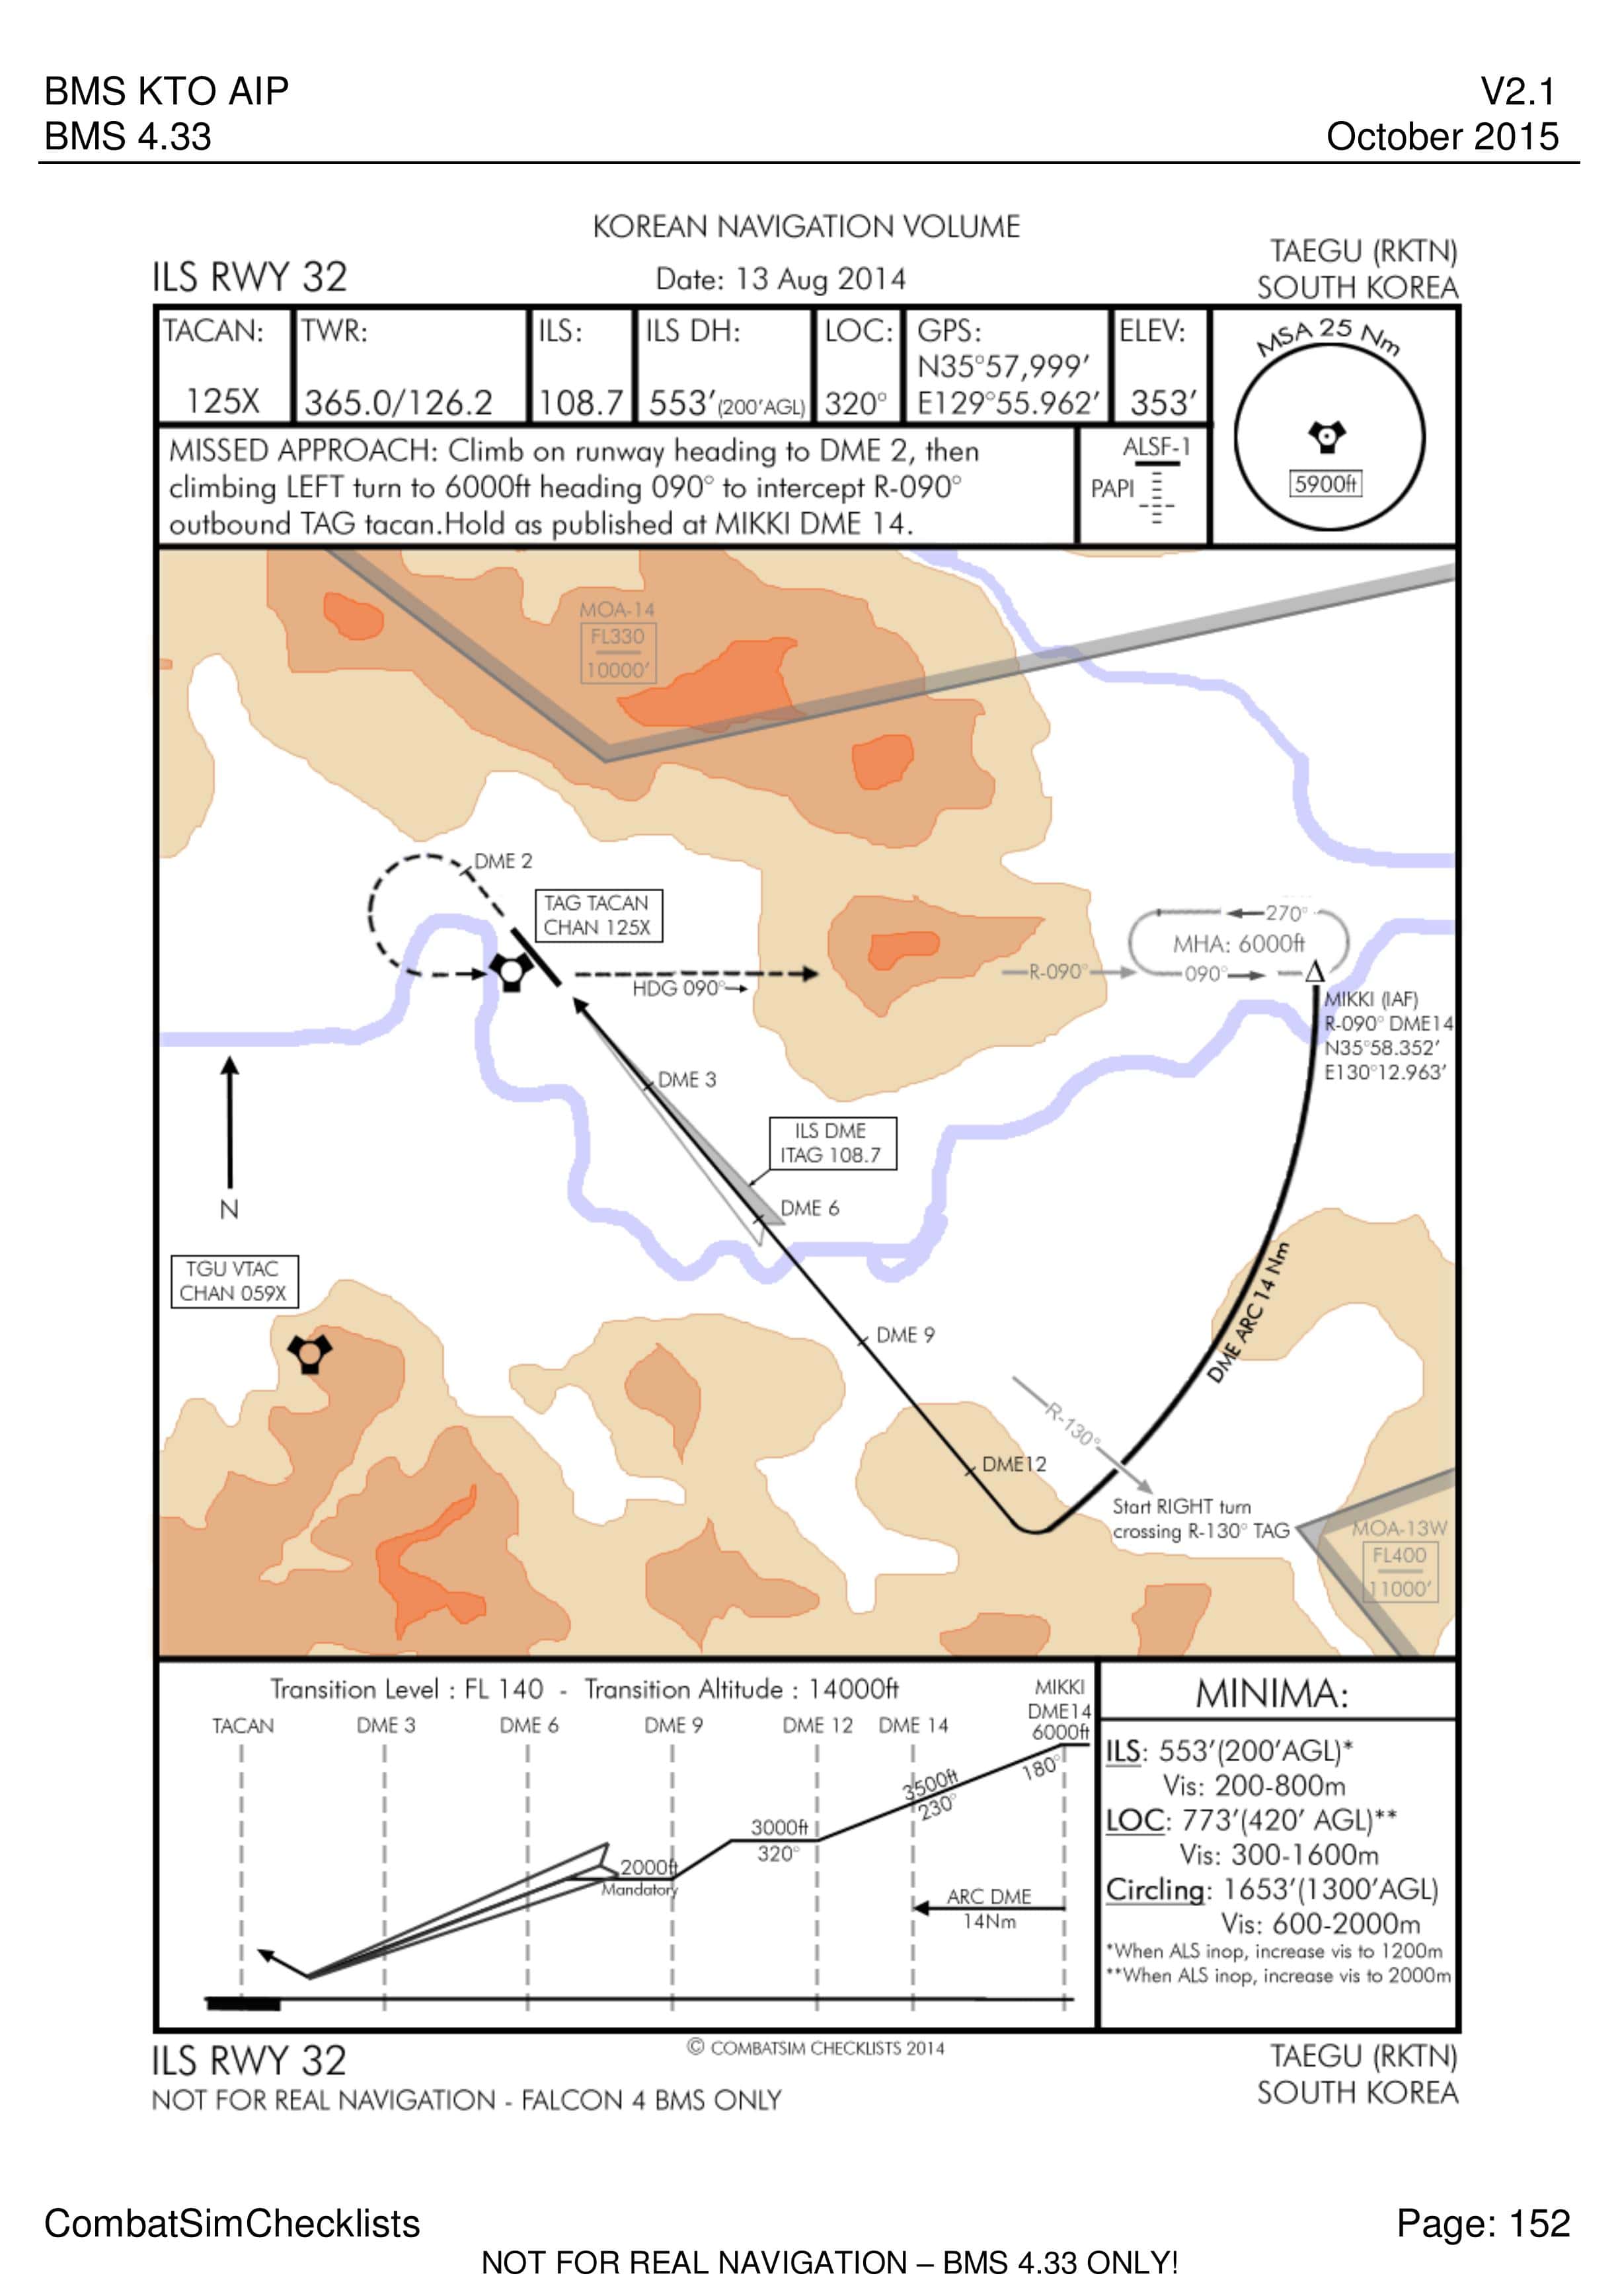 BMS KTO AIP V2.1
BMS 4.33 October 2015
KOREAN NAVIGATION VOLUME
ILS RWY 32
Date: 13 Aug 2014
TAEGU (RKTN)
SOUTH KOREA
TACAN:
125X
TWR:
365.0/126.2
ILS:
108.7
ILS DH:
553’(200’AGL)
LOC:
320°
GPS:
N35°57,999’
E129°55.962’
ELEV:
353’
MSA 25 Nm
5900ft
MISSED APPROACH: Climb on runway heading to DME 2, then
climbing LEFT turn to 6000ft heading 090° to intercept R-090°
outbound TAG tacan.Hold as published at MIKKI DME 14.
ALSF-1
PAPI
MOA-14
FL330
10000’
DME 2
TAG TACAN
CHAN 125X
HDG 090°
R-090°
270°
MHA: 6000ft
090°
MIKKI (IAF)
R-090° DME14
N35°58.352’
E130°12.963’
DME 3
ILS DME
ITAG 108.7
DME 6
N
TGU VTAC
CHAN 059X
DME 9
DME ARC 14 Nm
R-130°
DME12
Start RIGHT turn
crossing R-130° TAG
MOA-13W
FL400
11000’
Transition Level : FL 140 - Transition Altitude : 14000ft
MIKKI
DME14
6000ft
TACAN
DME 3
DME 6
DME 9
DME 12
DME 14
180°
3500ft
230°
3000ft
320°
2000ft
Mandatory
ARC DME
14Nm
MINIMA:
ILS: 553’(200’AGL)*
Vis: 200-800m
LOC: 773’(420’ AGL)**
Vis: 300-1600m
Circling: 1653’(1300’AGL)
Vis: 600-2000m
*When ALS inop, increase vis to 1200m
**When ALS inop, increase vis to 2000m
ILS RWY 32
© COMBATSIM CHECKLISTS 2014
TAEGU (RKTN)
NOT FOR REAL NAVIGATION - FALCON 4 BMS ONLY
SOUTH KOREA
CombatSimChecklists Page: 152
NOT FOR REAL NAVIGATION – BMS 4.33 ONLY!